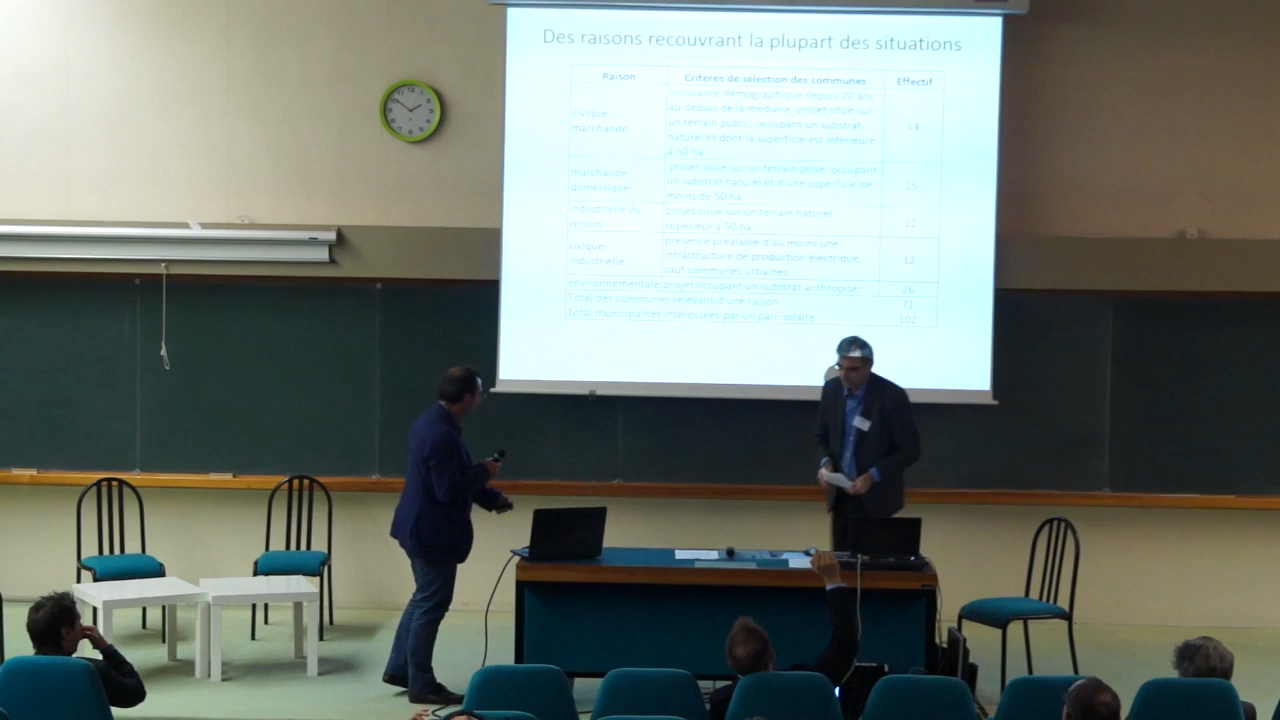 Des raisons recouvrant la plupart des situations
Raison Critères de sélection des communes Effectif
croissance démographique depuis 20 ans
au dessus de la médiane, projet situé sur
civique- un terrain public, occupant un substrat 14
marchande naturel et dont la superficie est inférieure
à 50 ha
marchande- projet situé sur un terrain privé, occupant
domestique un substrat naturel et d'une superficie de 15
moins de 50 ha
industrielle du projet situé sur un terrain naturel
renom supérieur à 50 ha
civique- présence préalable d'au moins une
industrielle infrastructure de production électrique, 12
sauf communes urbaines
environnementale projet occupant un substrat anthropisé 26
Total des communes relevant d'une raison 71
Total municipalités intéressées par un parc solaire 102